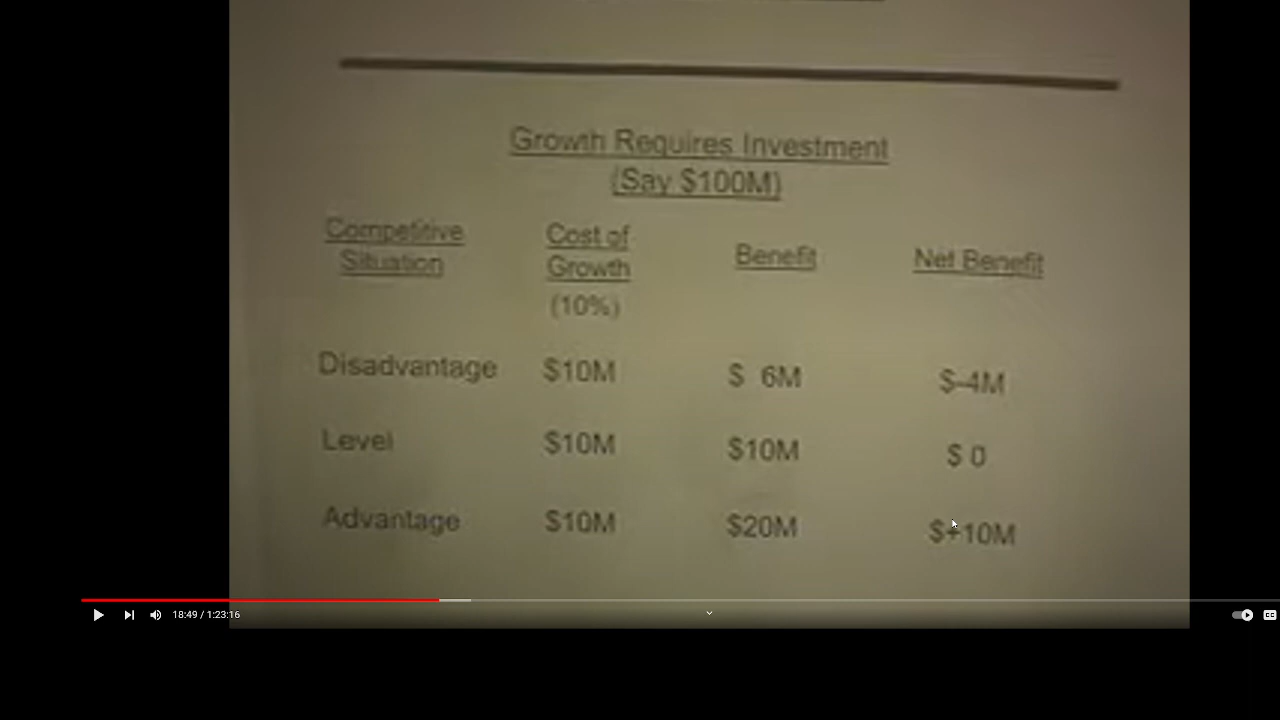 Growth Requires Investment
(Say $100M)
Competitive Situation Cost of Growth (10%) Benefit Net Benefit
Disadvantage $10M $ 6M $-4M
Level $10M $10M $ 0
Advantage $10M $20M $+10M
18:49 / 1:23:16
CC